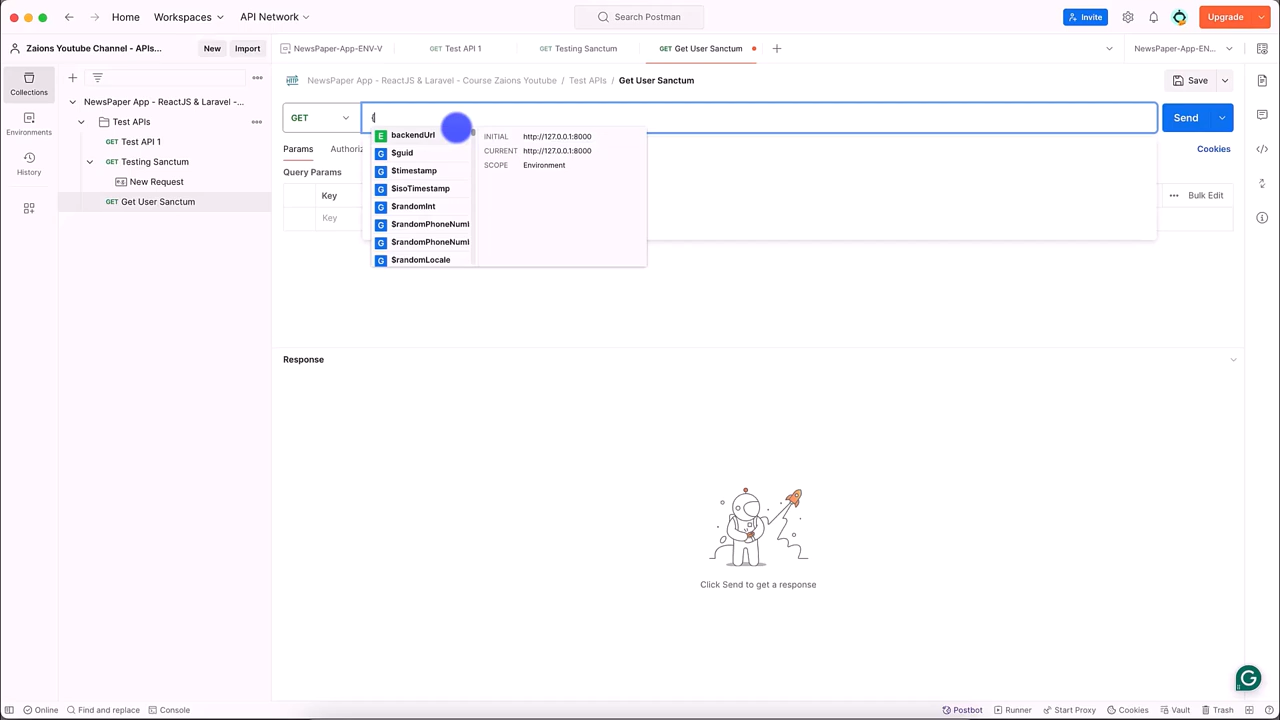 Home
Workspaces
API Network
Search Postman
Invite
Upgrade
Zaions Youtube Channel - APIs...
New
Import
NewsPaper-App-ENV-V
GET Test API 1
GET Testing Sanctum
GET Get User Sanctum
NewsPaper-App-EN...
Collections
Environments
History
NewsPaper App - ReactJS & Laravel -...
Test APIs
GET Test API 1
GET Testing Sanctum
New Request
GET Get User Sanctum
HTTP NewsPaper App - ReactJS & Laravel - Course Zaions Youtube / Test APIs / Get User Sanctum
Save
GET
{
Send
Params
Authoriz
Cookies
Query Params
Key
Bulk Edit
Key
E backendUrl
G $guid
G $timestamp
G $isoTimestamp
G $randomInt
G $randomPhoneNuml
G $randomPhoneNuml
G $randomLocale
INITIAL http://127.0.0.1:8000
CURRENT http://127.0.0.1:8000
SCOPE Environment
Response
Click Send to get a response
Online
Find and replace
Console
Postbot
Runner
Start Proxy
Cookies
Vault
Trash